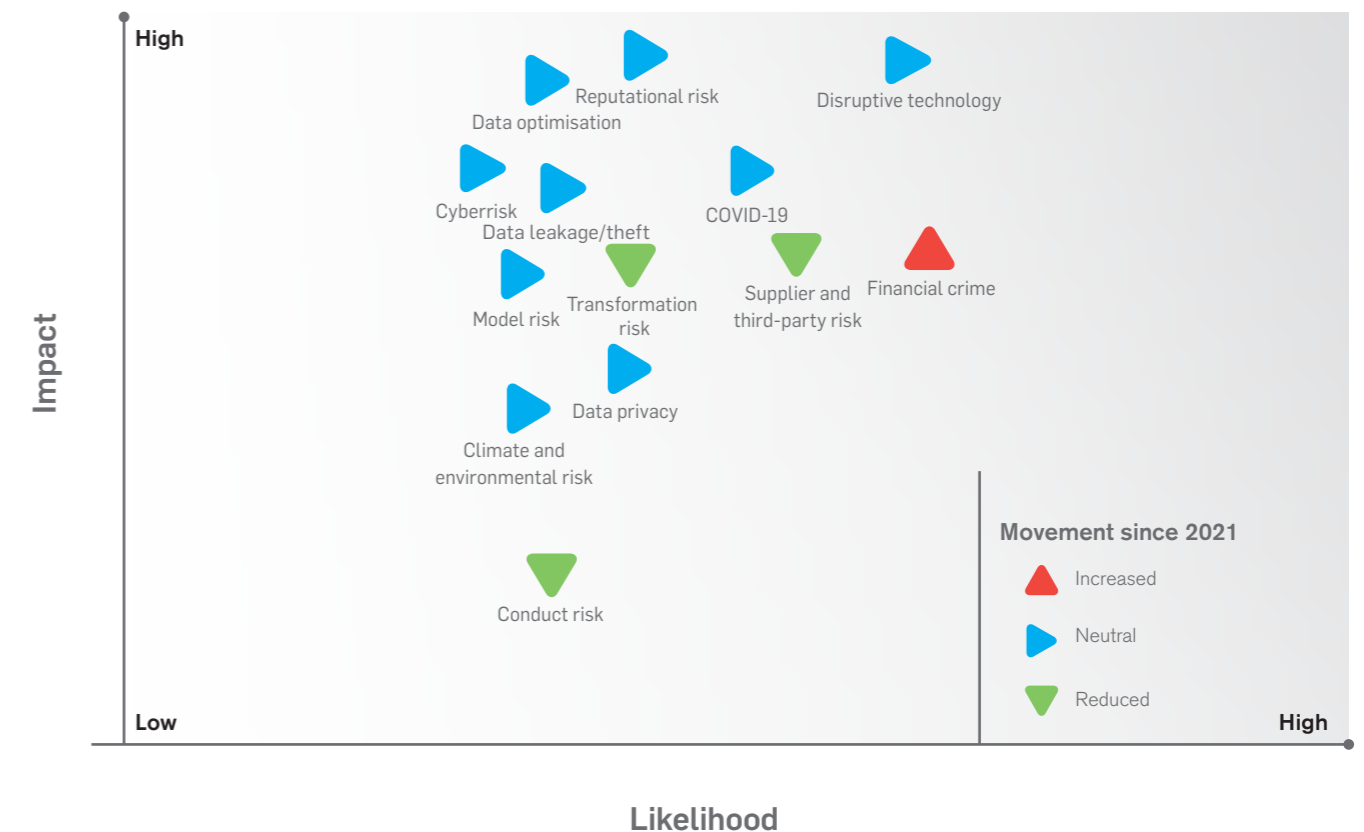 High
Reputational risk
Disruptive technology
Data optimisation
Cyberrisk
COVID-19
Data leakage/theft
Financial crime
Supplier and
third-party risk
Transformation
risk
Model risk
Data privacy
Climate and
environmental risk
Conduct risk
Impact
Movement since 2021
Increased
Neutral
Reduced
Low
High
Likelihood